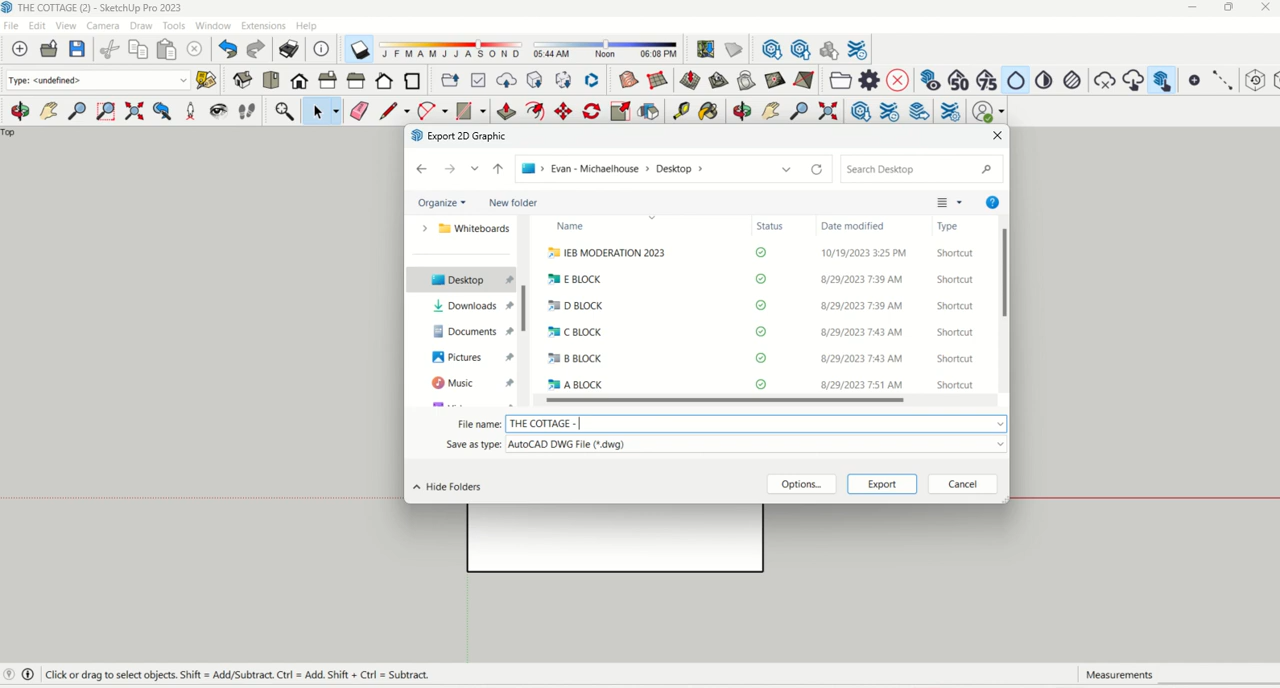 THE COTTAGE (2) - SketchUp Pro 2023
File Edit View Camera Draw Tools Window Extensions Help
J F M A M J J A S O N D 05:44 AM Noon 06:08 PM
Type: <undefined>
50 75
Top
Export 2D Graphic
Evan - Michaelhouse > Desktop >
Search Desktop
Organize New folder
Whiteboards
Desktop
Downloads
Documents
Pictures
Music
Name Status Date modified Type
IEB MODERATION 2023 10/19/2023 3:25 PM Shortcut
E BLOCK 8/29/2023 7:39 AM Shortcut
D BLOCK 8/29/2023 7:39 AM Shortcut
C BLOCK 8/29/2023 7:43 AM Shortcut
B BLOCK 8/29/2023 7:43 AM Shortcut
A BLOCK 8/29/2023 7:51 AM Shortcut
File name: THE COTTAGE -
Save as type: AutoCAD DWG File (*.dwg)
Hide Folders
Options... Export Cancel
Click or drag to select objects. Shift = Add/Subtract. Ctrl = Add. Shift + Ctrl = Subtract.
Measurements